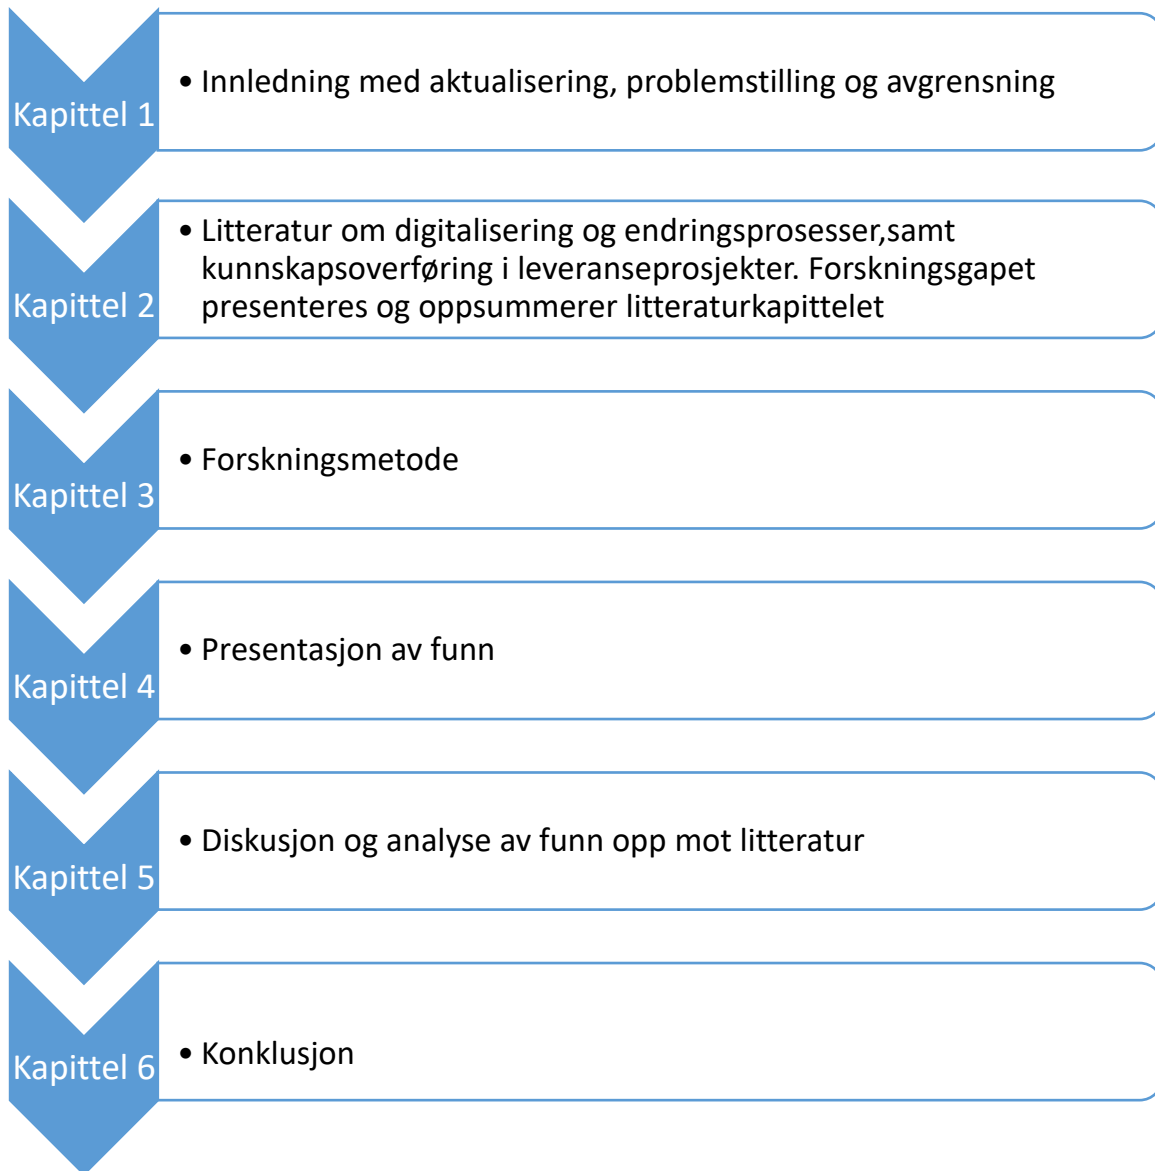 Kapittel 1
• Innledning med aktualisering, problemstilling og avgrensning
Kapittel 2
• Litteratur om digitalisering og endringsprosesser,samt
kunnskapsoverføring i leveranseprosjekter. Forskningsgapet
presenteres og oppsummerer litteraturkapittelet
Kapittel 3
• Forskningsmetode
Kapittel 4
• Presentasjon av funn
Kapittel 5
• Diskusjon og analyse av funn opp mot litteratur
Kapittel 6
• Konklusjon